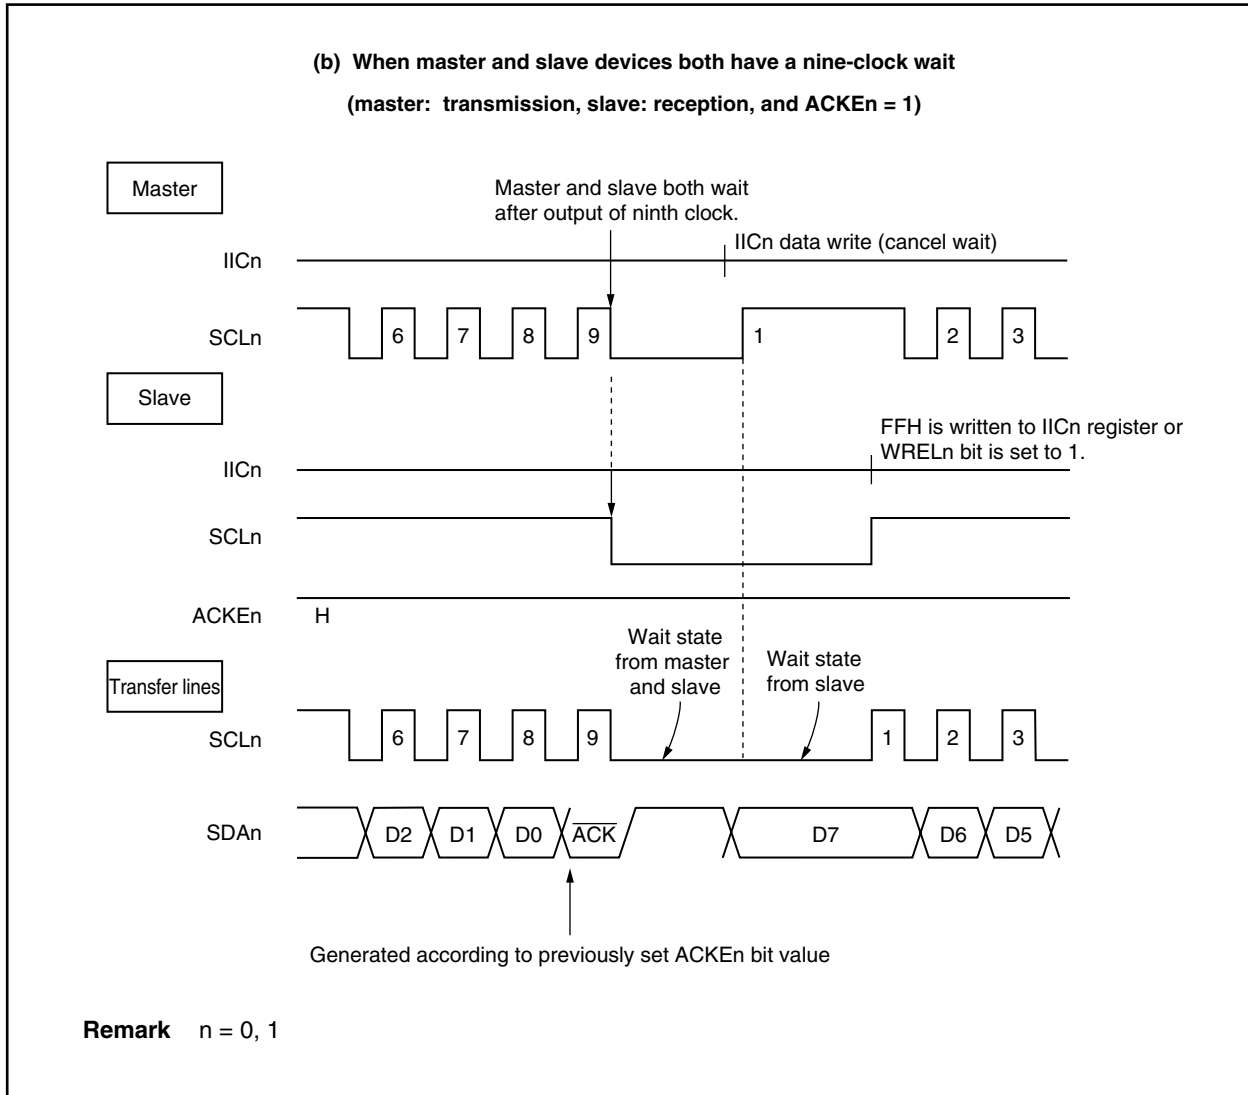 (b) When master and slave devices both have a nine-clock wait
(master: transmission, slave: reception, and ACKEn = 1)
Master
Master and slave both wait
after output of ninth clock.
IICn data write (cancel wait)
IICn
SCLn
6 7 8 9 1 2 3
Slave
FFH is written to IICn register or
WRELn bit is set to 1.
IICn
SCLn
ACKEn H
Wait state
from master
and slave
Wait state
from slave
Transfer lines
SCLn
6 7 8 9 1 2 3
SDAn
D2 D1 D0 A̅C̅K̅ D7 D6 D5
Generated according to previously set ACKEn bit value
Remark n = 0, 1